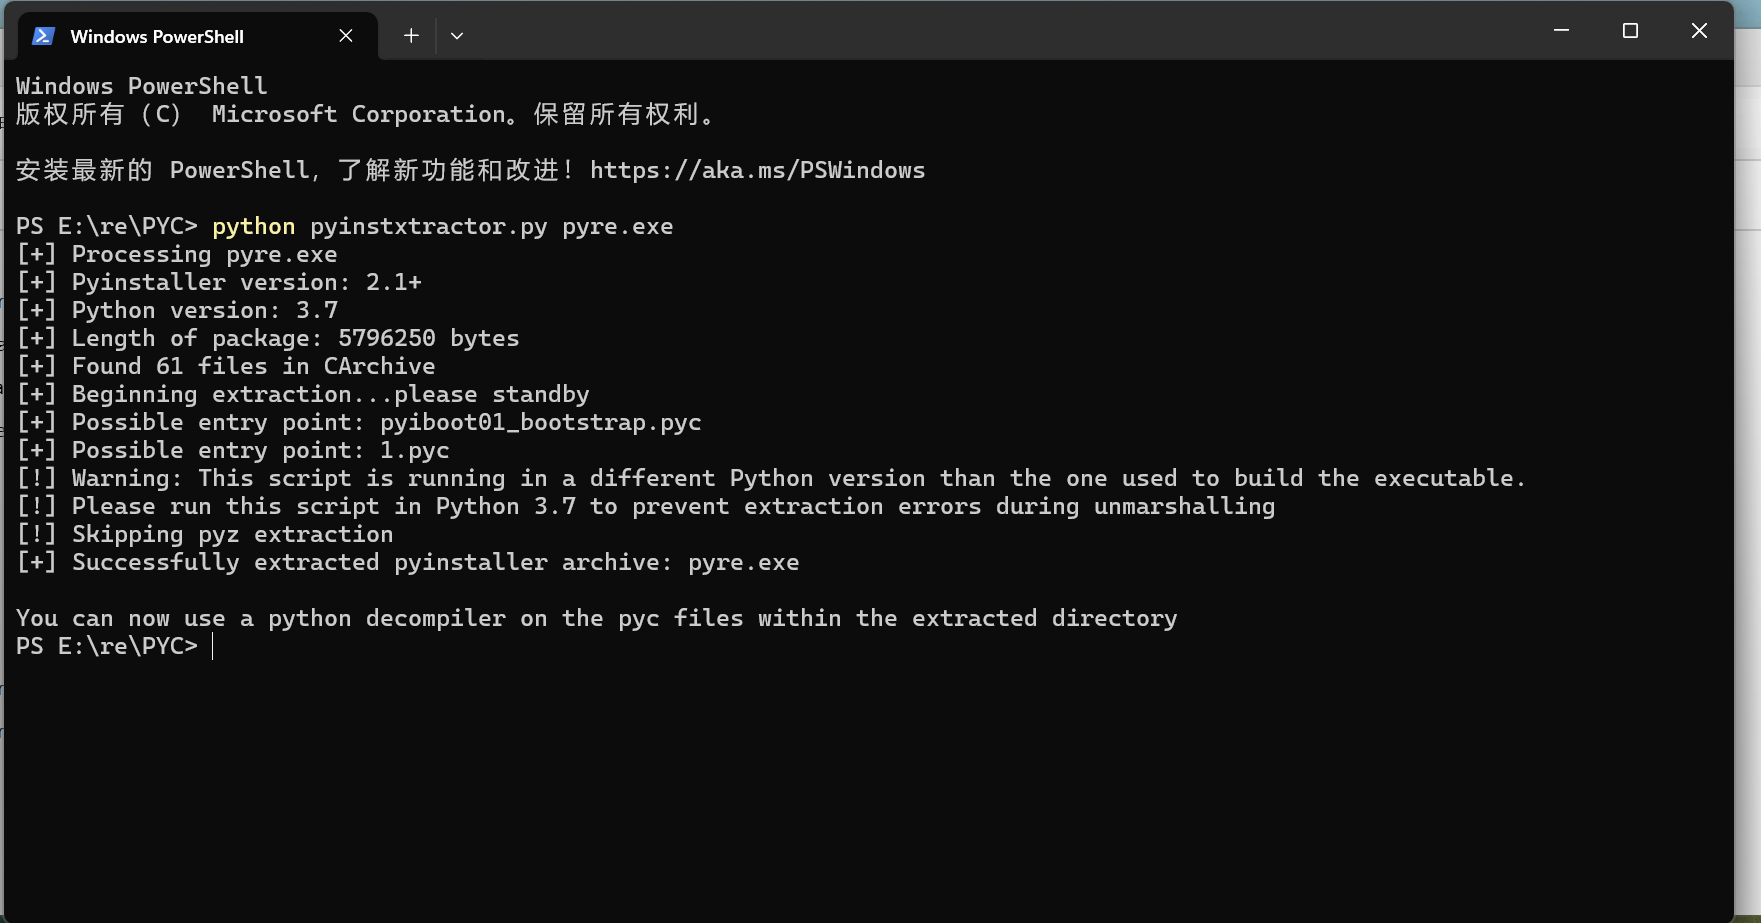 Windows PowerShell
Windows PowerShell
版权所有 (C) Microsoft Corporation。保留所有权利。
安装最新的 PowerShell,了解新功能和改进!https://aka.ms/PSWindows
PS E:\re\PYC> python pyinstxtractor.py pyre.exe
[+] Processing pyre.exe
[+] Pyinstaller version: 2.1+
[+] Python version: 3.7
[+] Length of package: 5796250 bytes
[+] Found 61 files in CArchive
[+] Beginning extraction...please standby
[+] Possible entry point: pyiboot01_bootstrap.pyc
[+] Possible entry point: 1.pyc
[!] Warning: This script is running in a different Python version than the one used to build the executable.
[!] Please run this script in Python 3.7 to prevent extraction errors during unmarshalling
[!] Skipping pyz extraction
[+] Successfully extracted pyinstaller archive: pyre.exe
You can now use a python decompiler on the pyc files within the extracted directory
PS E:\re\PYC>